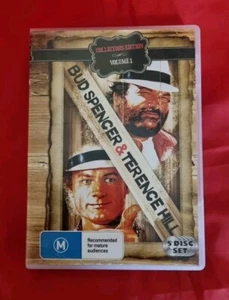 COLLECTORS EDITION
VOLUME 1
BUD SPENCER & TERENCE HILL
M
Recommended
for mature
audiences
5 DISC
SET